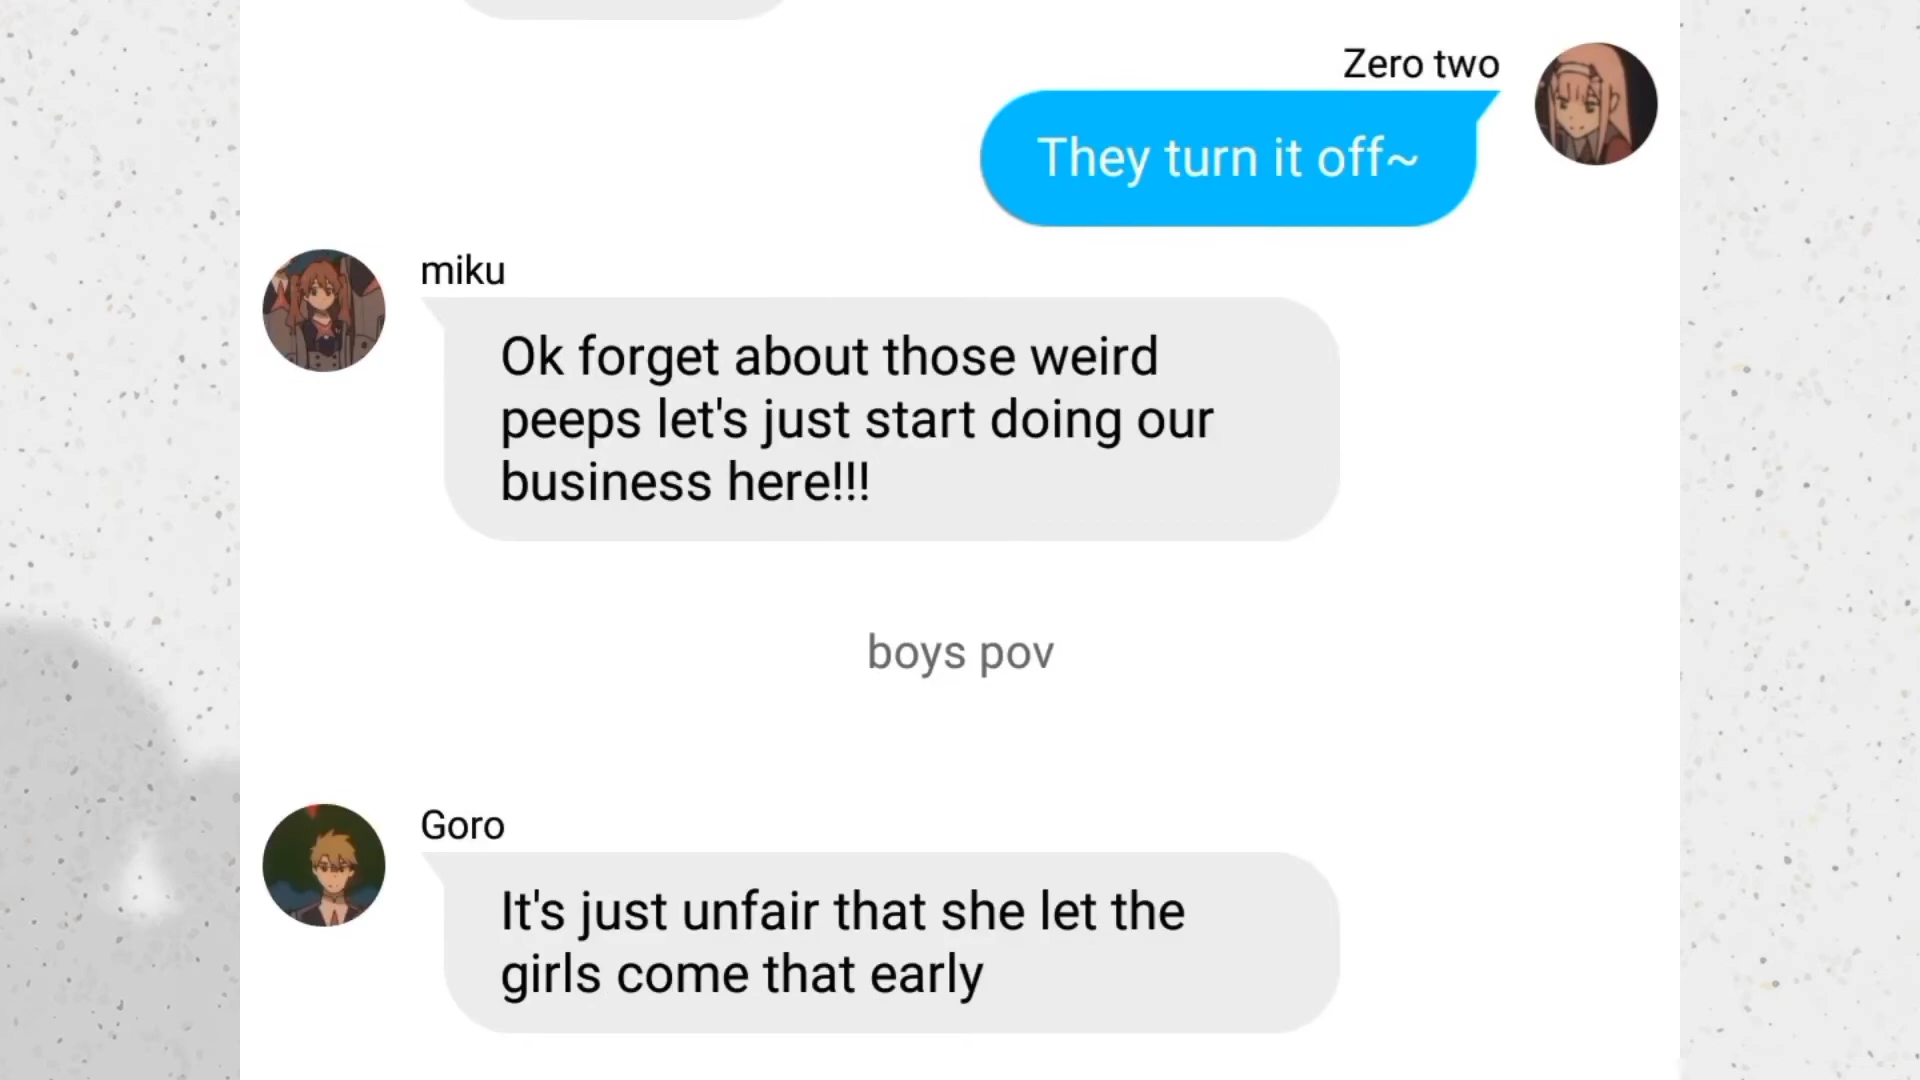 Zero two
They turn it off~
miku
Ok forget about those weird
peeps let's just start doing our
business here!!!
boys pov
Goro
It's just unfair that she let the
girls come that early